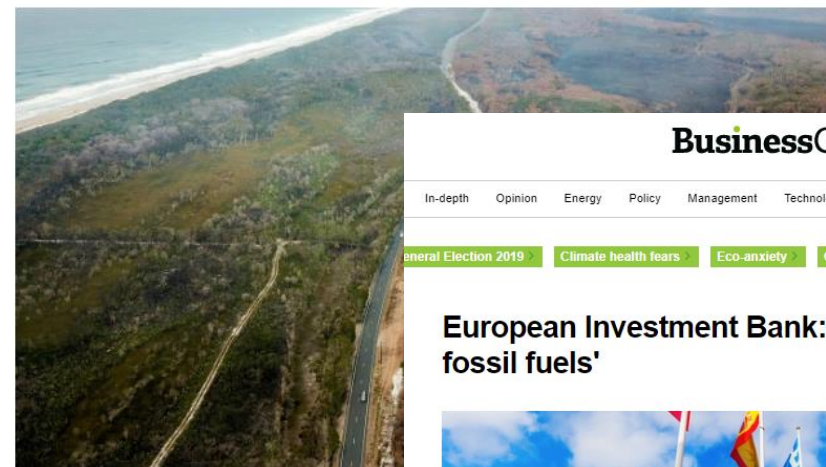 Business
In-depth Opinion Energy Policy Management
General Election 2019 > Climate health fears > Eco-anxiety >
European Investment Bank:
fossil fuels'